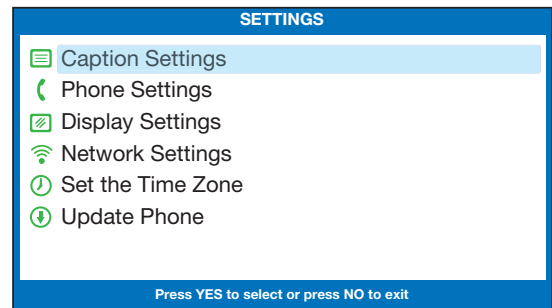 SETTINGS
Caption Settings
Phone Settings
Display Settings
Network Settings
Set the Time Zone
Update Phone
Press YES to select or press NO to exit